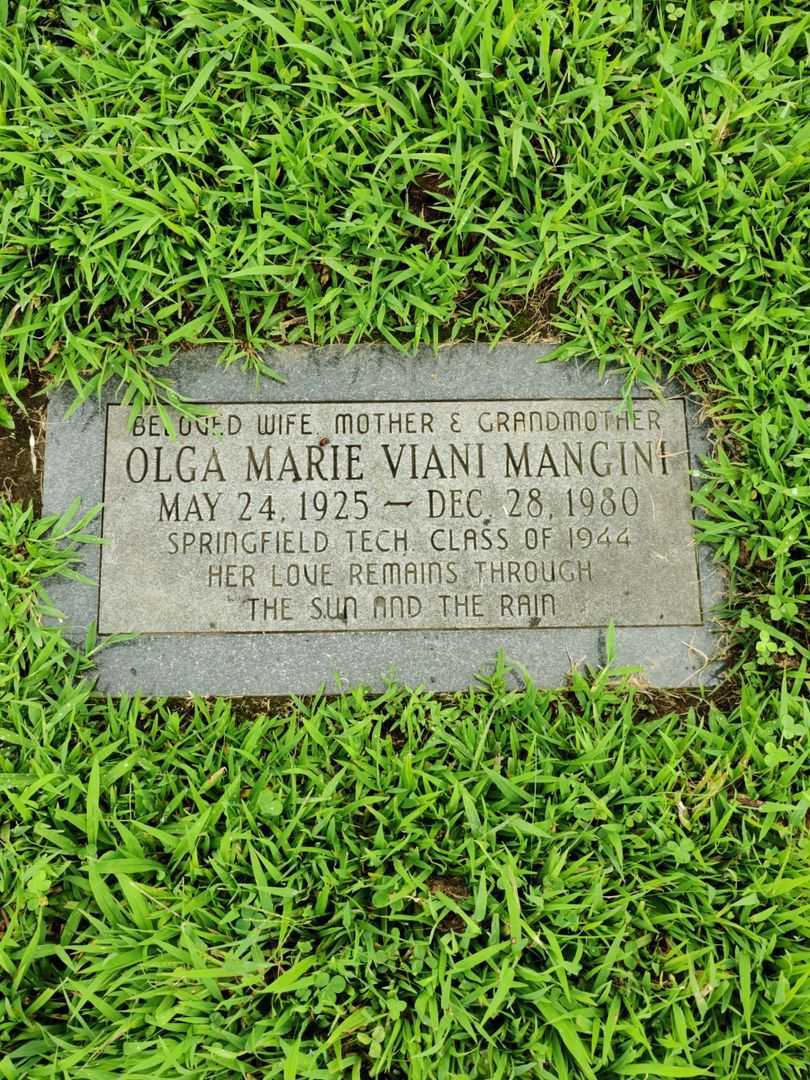 BELOVED WIFE, MOTHER & GRANDMOTHER
OLGA MARIE VIANI MANGINI
MAY 24, 1925 — DEC. 28, 1980
SPRINGFIELD TECH. CLASS OF 1944
HER LOVE REMAINS THROUGH
THE SUN AND THE RAIN